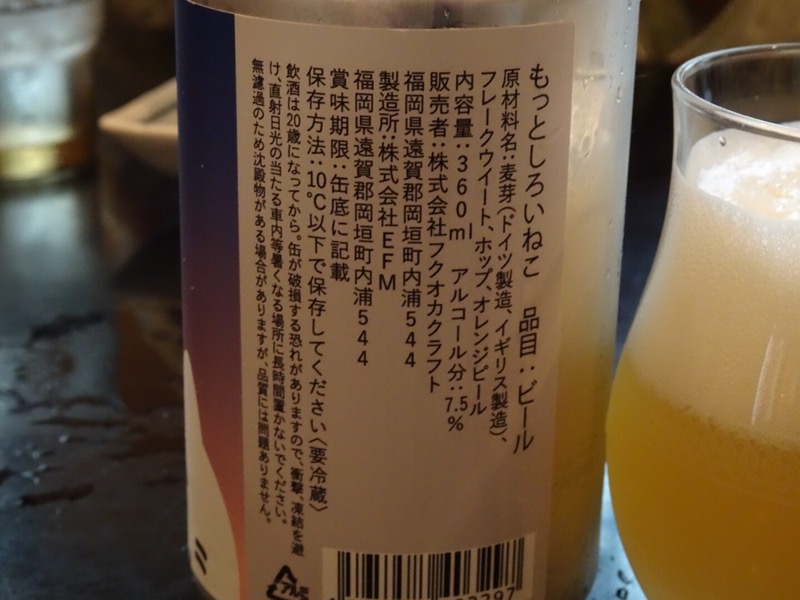 もっとしろいねこ　品目：ビール
原材料名：麦芽（ドイツ製造、イギリス製造）、
フレークウイート、ホップ、オレンジピール
内容量：360ml　アルコール分：7.5%
販売者：株式会社フクオカクラフト
福岡県遠賀郡岡垣町内浦544
製造所：株式会社EFM
福岡県遠賀郡岡垣町内浦544
賞味期限：缶底に記載
保存方法：10℃以下で保存してください〈要冷蔵〉
飲酒は20歳になってから。缶が破損する恐れがありますので、衝撃、凍結を避
け、直射日光の当たる車内等暑くなる場所に長時間置かないでください。
無濾過のため沈殿物がある場合がありますが、品質には問題ありません。
アルミ